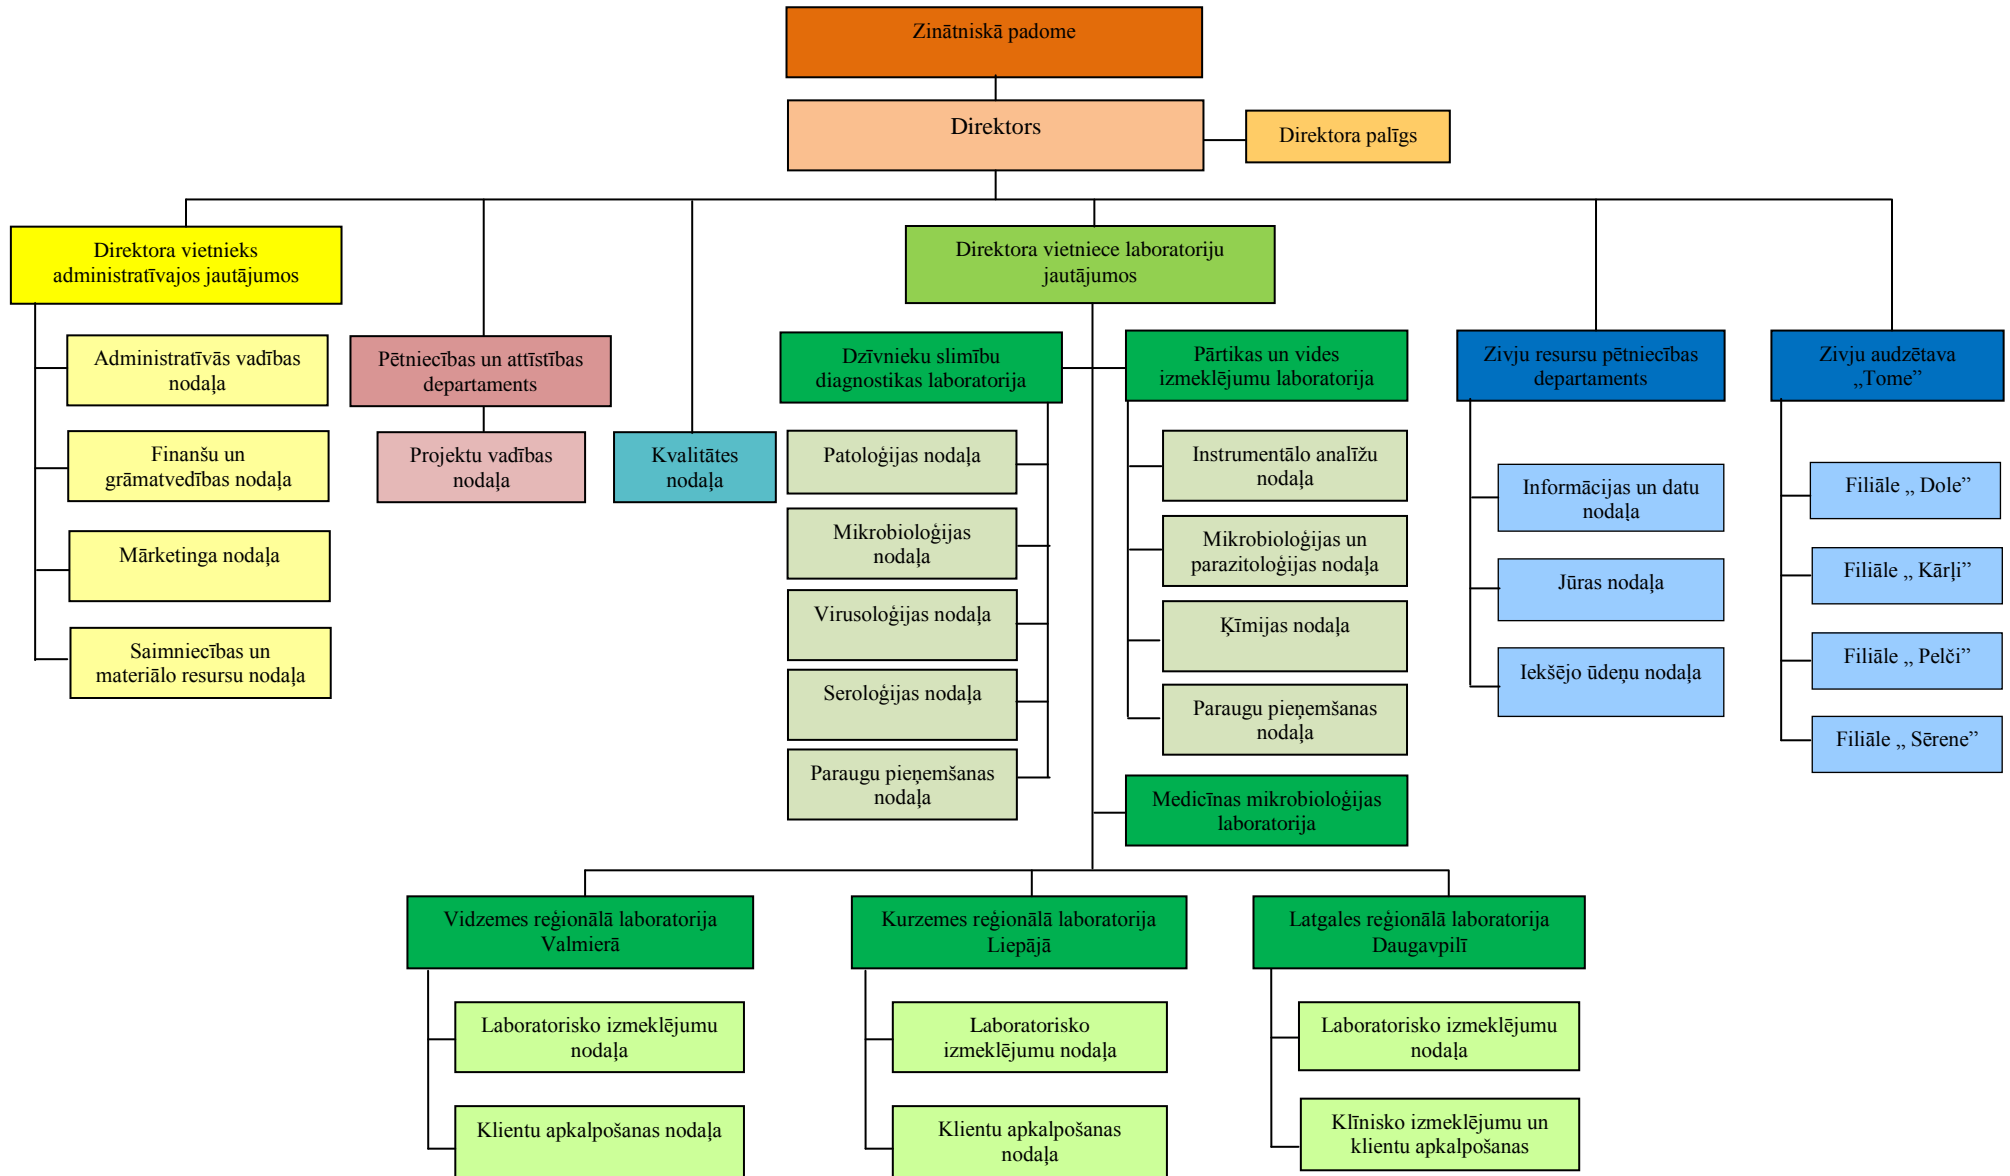 Zinātniskā padome
Direktors
Direktora palīgs
Direktora vietnieks
administratīvajos jautājumos
Direktora vietniece laboratoriju
jautājumos
Administratīvās vadības
nodaļa
Finanšu un
grāmatvedības nodaļa
Mārketinga nodaļa
Saimniecības un
materiālo resursu nodaļa
Pētniecības un attīstības
departaments
Projektu vadības
nodaļa
Kvalitātes
nodaļa
Dzīvnieku slimību
diagnostikas laboratorija
Patoloģijas nodaļa
Mikrobioloģijas
nodaļa
Virusoloģijas nodaļa
Seroloģijas nodaļa
Paraugu pieņemšanas
nodaļa
Pārtikas un vides
izmeklējumu laboratorija
Instrumentālo analīžu
nodaļa
Mikrobioloģijas un
parazitoloģijas nodaļa
Ķīmijas nodaļa
Paraugu pieņemšanas
nodaļa
Medicīnas mikrobioloģijas
laboratorija
Zivju resursu pētniecības
departaments
Informācijas un datu
nodaļa
Jūras nodaļa
Iekšējo ūdeņu nodaļa
Zivju audzētava
„Tome”
Filiāle „ Dole”
Filiāle „ Kārļi”
Filiāle „ Pelči”
Filiāle „ Sērene”
Vidzemes reģionālā laboratorija
Valmierā
Laboratorisko izmeklējumu
nodaļa
Klientu apkalpošanas nodaļa
Kurzemes reģionālā laboratorija
Liepājā
Laboratorisko
izmeklējumu nodaļa
Klientu apkalpošanas
nodaļa
Latgales reģionālā laboratorija
Daugavpilī
Laboratorisko izmeklējumu
nodaļa
Klīnisko izmeklējumu un
klientu apkalpošanas